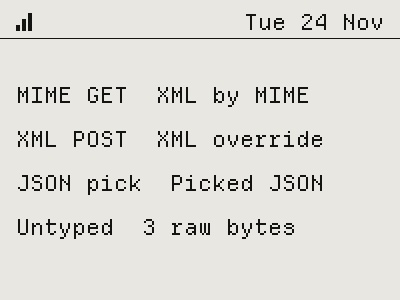 Tue 24 Nov
MIME GET  XML by MIME
XML POST  XML override
JSON pick  Picked JSON
Untyped  3 raw bytes